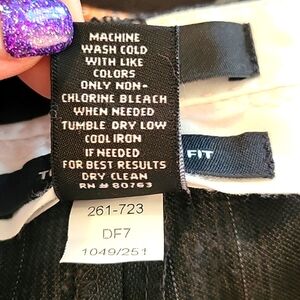 MACHINE
WASH COLD
WITH LIKE
COLORS
ONLY NON-
CHLORINE BLEACH
WHEN NEEDED
TUMBLE DRY LOW
COOL IRON
IF NEEDED
FOR BEST RESULTS
DRY CLEAN
RN# 80763
FIT
261-723
DF7
1049/251